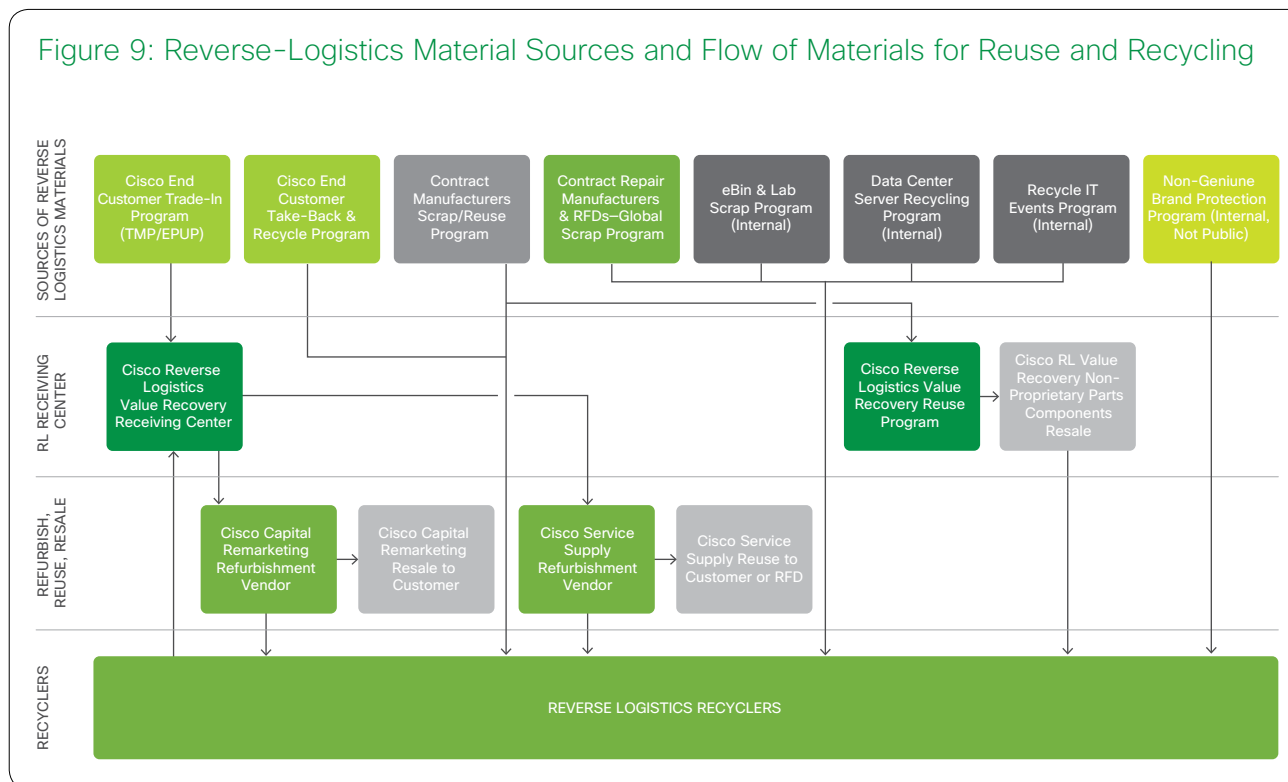 Figure 9: Reverse-Logistics Material Sources and Flow of Materials for Reuse and Recycling
SOURCES OF REVERSE
LOGISTICS MATERIALS
Cisco End
Customer Trade-In
Program
(TMP/EPUP)
Cisco End
Customer
Take-Back &
Recycle Program
Contract
Manufacturers
Scrap/Reuse
Program
Contract Repair
Manufacturers
& RFDs–Global
Scrap Program
eBin & Lab
Scrap Program
(Internal)
Data Center
Server Recycling
Program
(Internal)
Recycle IT
Events Program
(Internal)
Non-Geniune
Brand Protection
Program (Internal,
Not Public)
RL RECEIVING
CENTER
Cisco Reverse
Logistics
Value Recovery
Receiving Center
Cisco Reverse
Logistics Value
Recovery Reuse
Program
Cisco RL Value
Recovery Non-
Proprietary Parts
Components
Resale
REFURBISH,
REUSE, RESALE
Cisco Capital
Remarketing
Refurbishment
Vendor
Cisco Capital
Remarketing
Resale to
Customer
Cisco Service
Supply
Refurbishment
Vendor
Cisco Service
Supply Reuse to
Customer or RFD
RECYCLERS
REVERSE LOGISTICS RECYCLERS